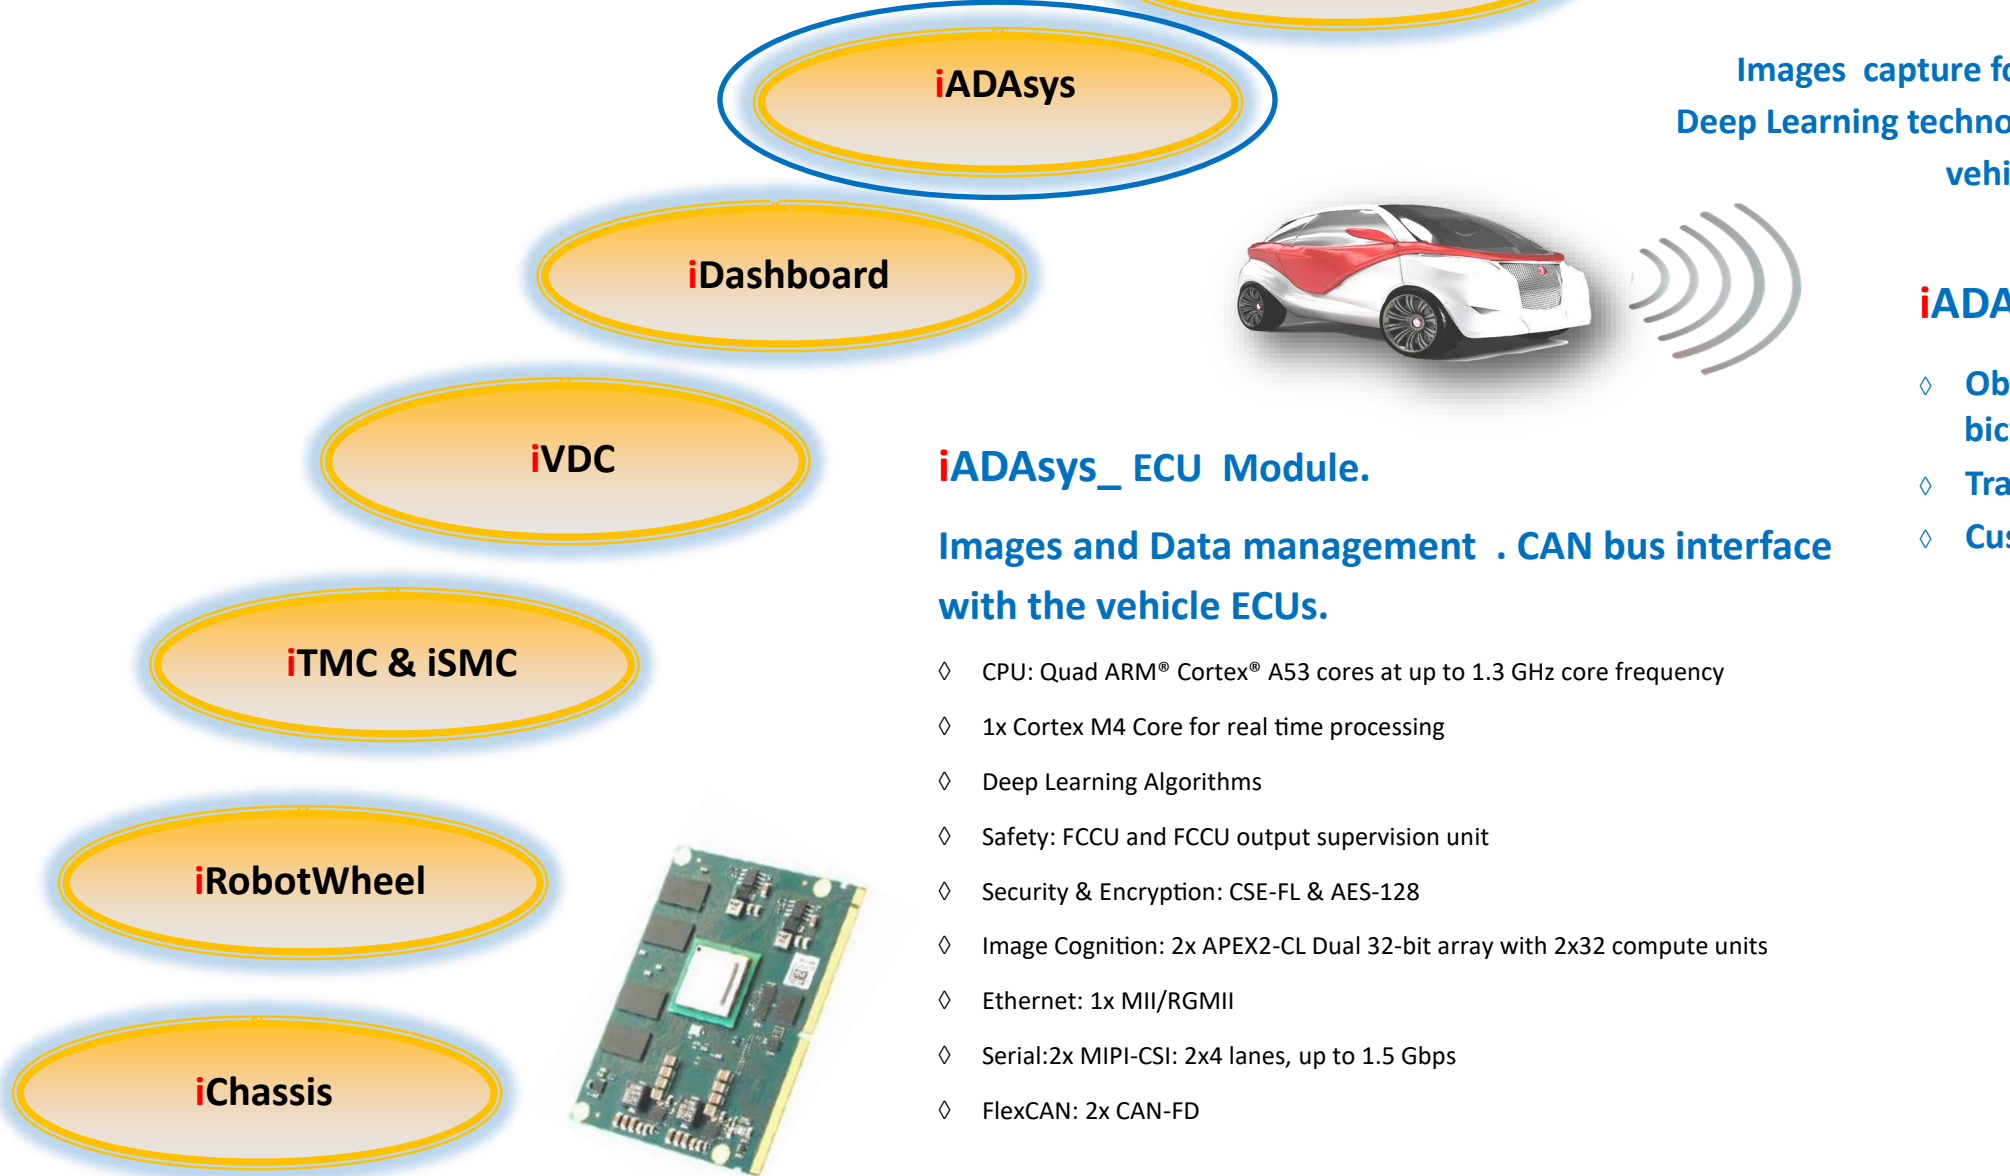 iADAsys
Images capture
Deep Learning
iDashboard
iVDC
iTMC & iSMC
iRobotWheel
iChassis
iADAsys_ ECU Module.
Images and Data management . CAN bus interface
with the vehicle ECUs.
◊ CPU: Quad ARM® Cortex® A53 cores at up to 1.3 GHz core frequency
◊ 1x Cortex M4 Core for real time processing
◊ Deep Learning Algorithms
◊ Safety: FCCU and FCCU output supervision unit
◊ Security & Encryption: CSE-FL & AES-128
◊ Image Cognition: 2x APEX2-CL Dual 32-bit array with 2x32 compute units
◊ Ethernet: 1x MII/RGMII
◊ Serial:2x MIPI-CSI: 2x4 lanes, up to 1.5 Gbps
◊ FlexCAN: 2x CAN-FD